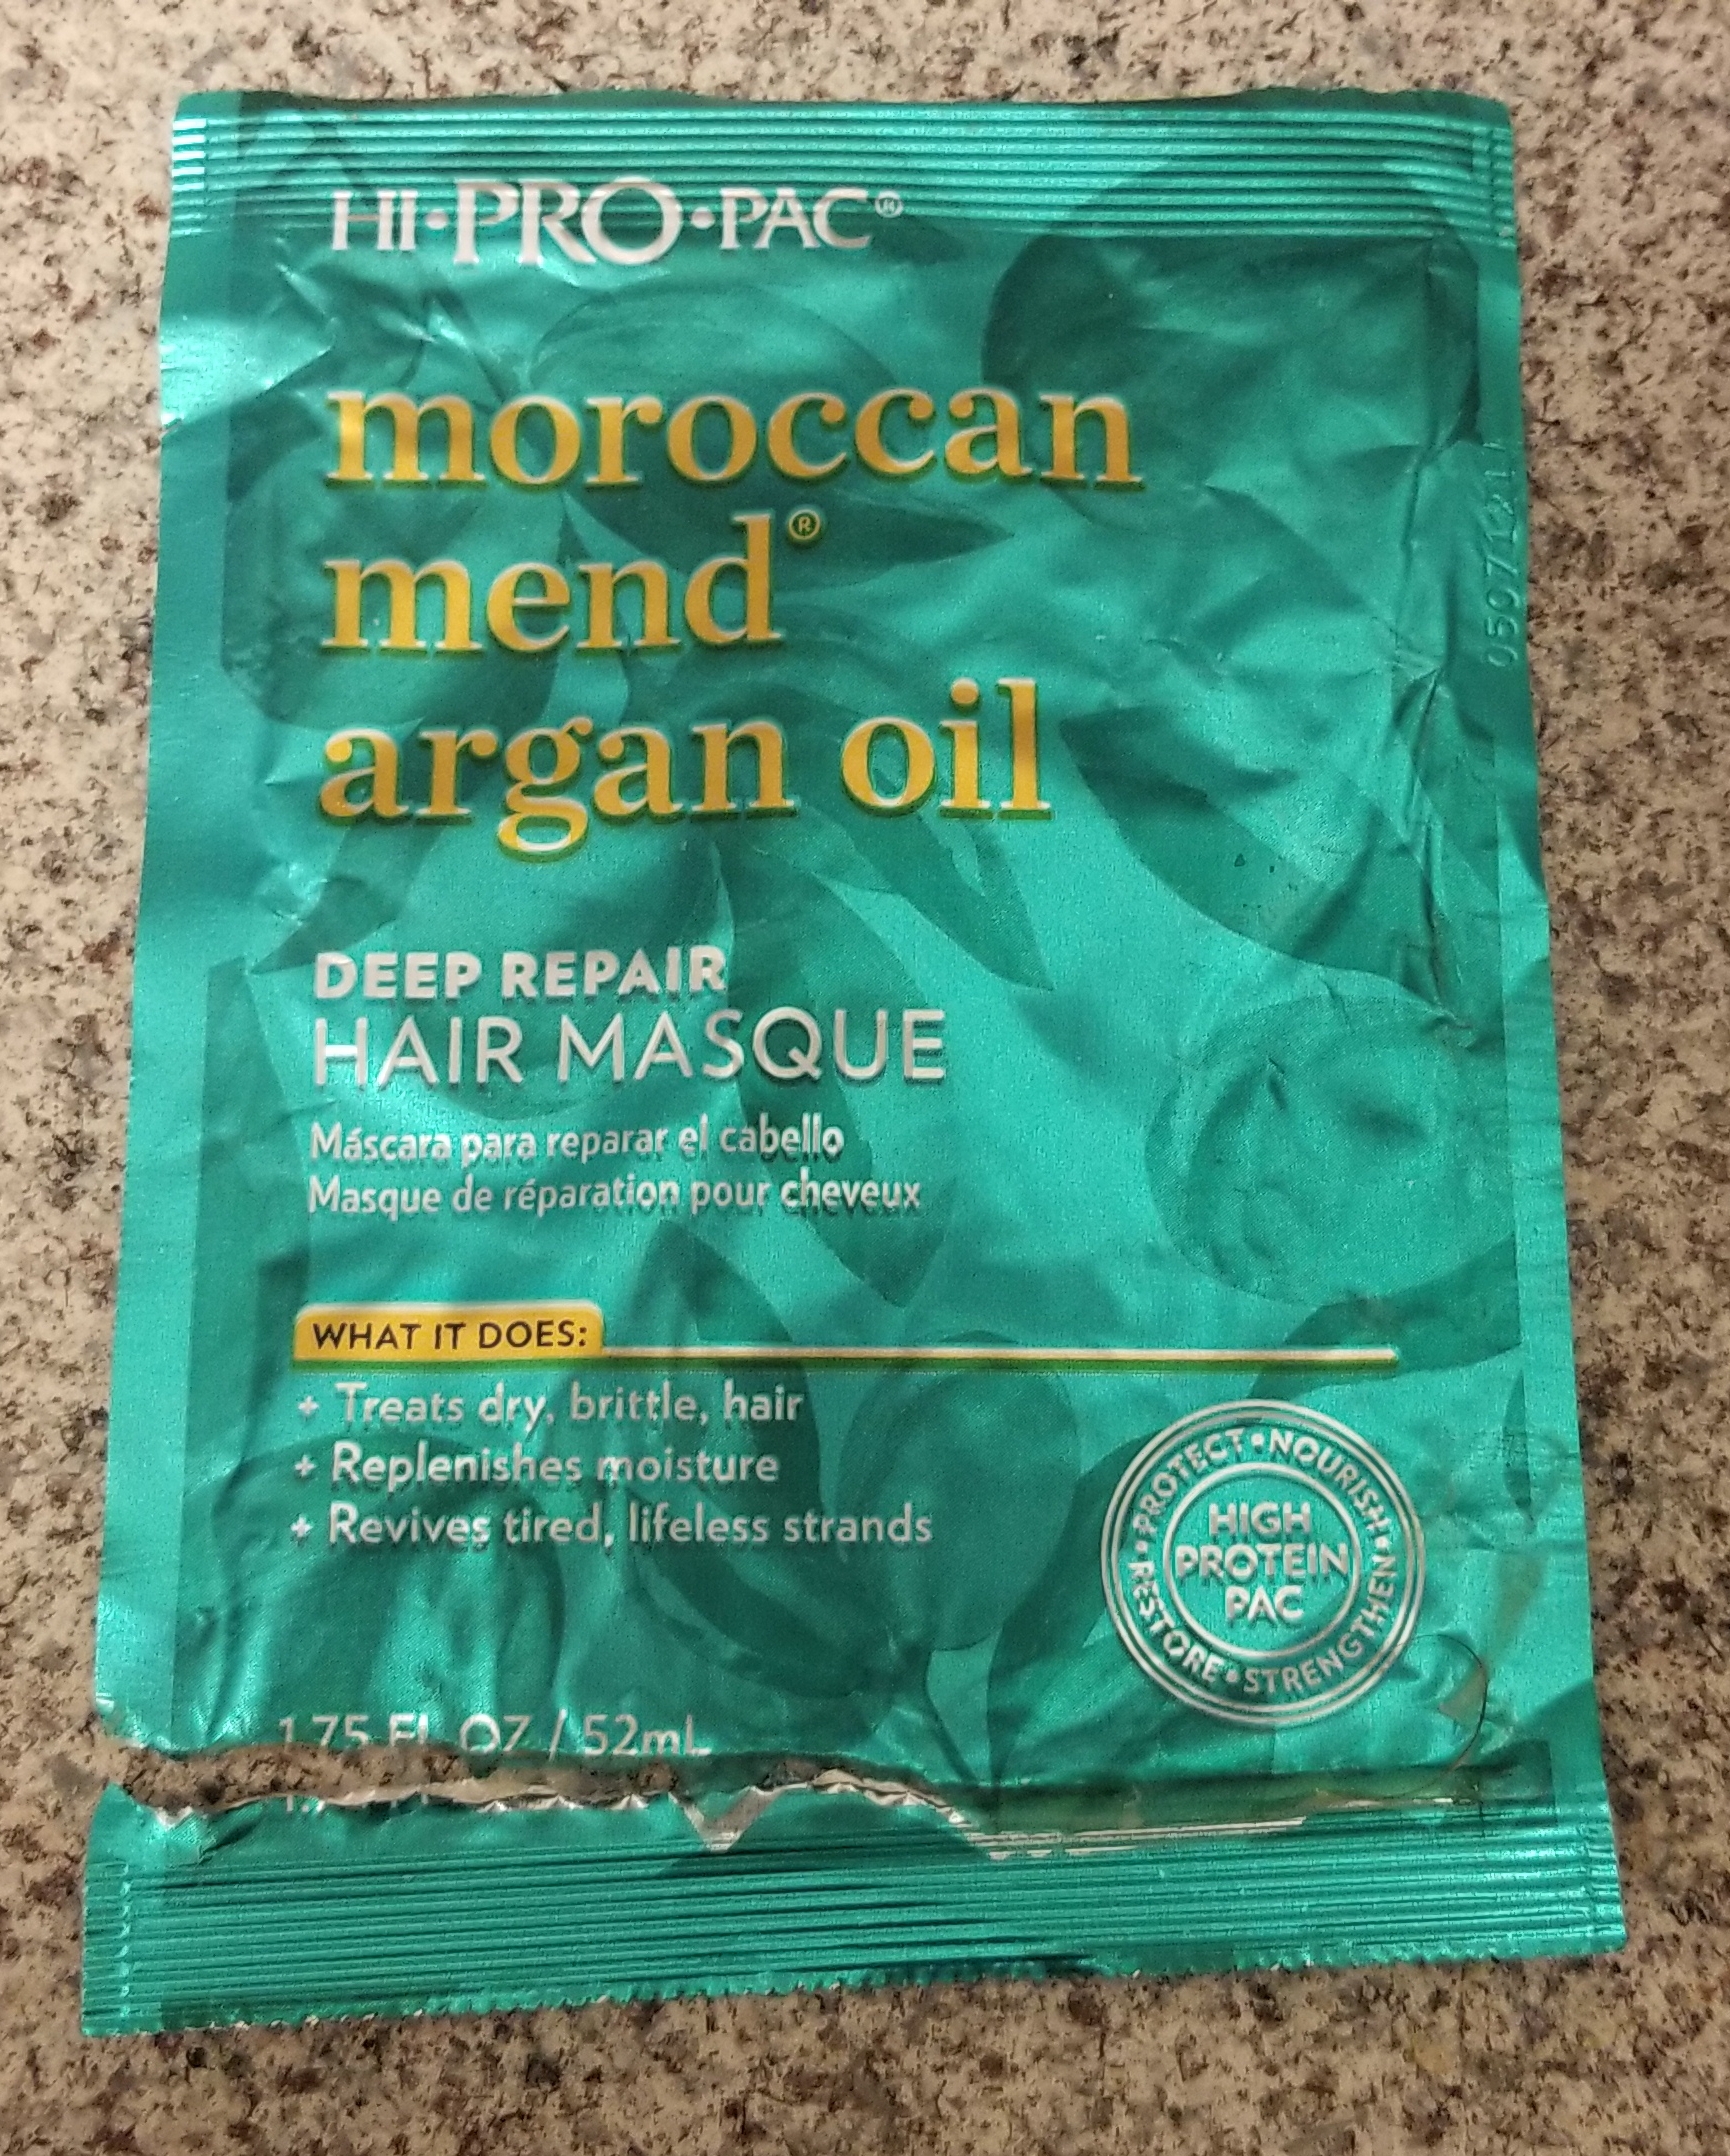 HI•PRO•PAC®
moroccan
mend®
argan oil
DEEP REPAIR
HAIR MASQUE
Máscara para reparar el cabello
Masque de réparation pour cheveux
WHAT IT DOES:
+ Treats dry, brittle, hair
+ Replenishes moisture
+ Revives tired, lifeless strands
PROTECT • NOURISH • STRENGTHEN • RESTORE •
HIGH
PROTEIN
PAC
1.75 FL OZ / 52mL